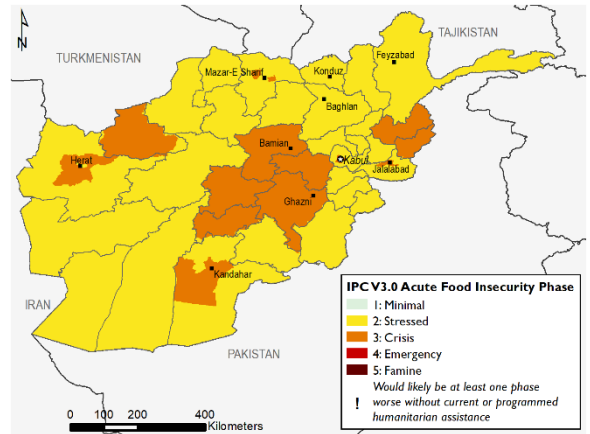 N
TURKMENISTAN
TAJIKISTAN
Feyzabad
Mazar-E Sharif
Konduz
Baghlan
Bamian
Kabul
Herat
Jalalabad
Ghazni
Kandahar
IRAN
PAKISTAN
IPC V3.0 Acute Food Insecurity Phase
1: Minimal
2: Stressed
3: Crisis
4: Emergency
5: Famine
Would likely be at least one phase
! worse without current or programmed
humanitarian assistance
0 100 200 400
Kilometers